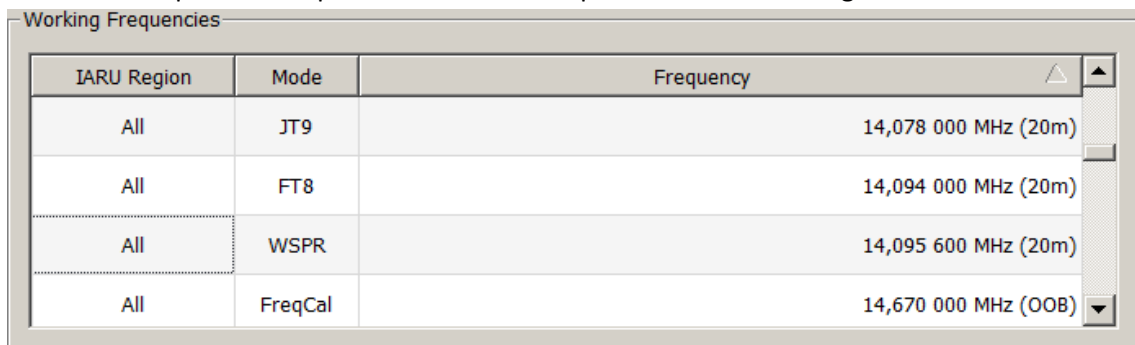 Working Frequencies
IARU Region Mode Frequency
All JT9 14,078 000 MHz (20m)
All FT8 14,094 000 MHz (20m)
All WSPR 14,095 600 MHz (20m)
All FreqCal 14,670 000 MHz (OOB)